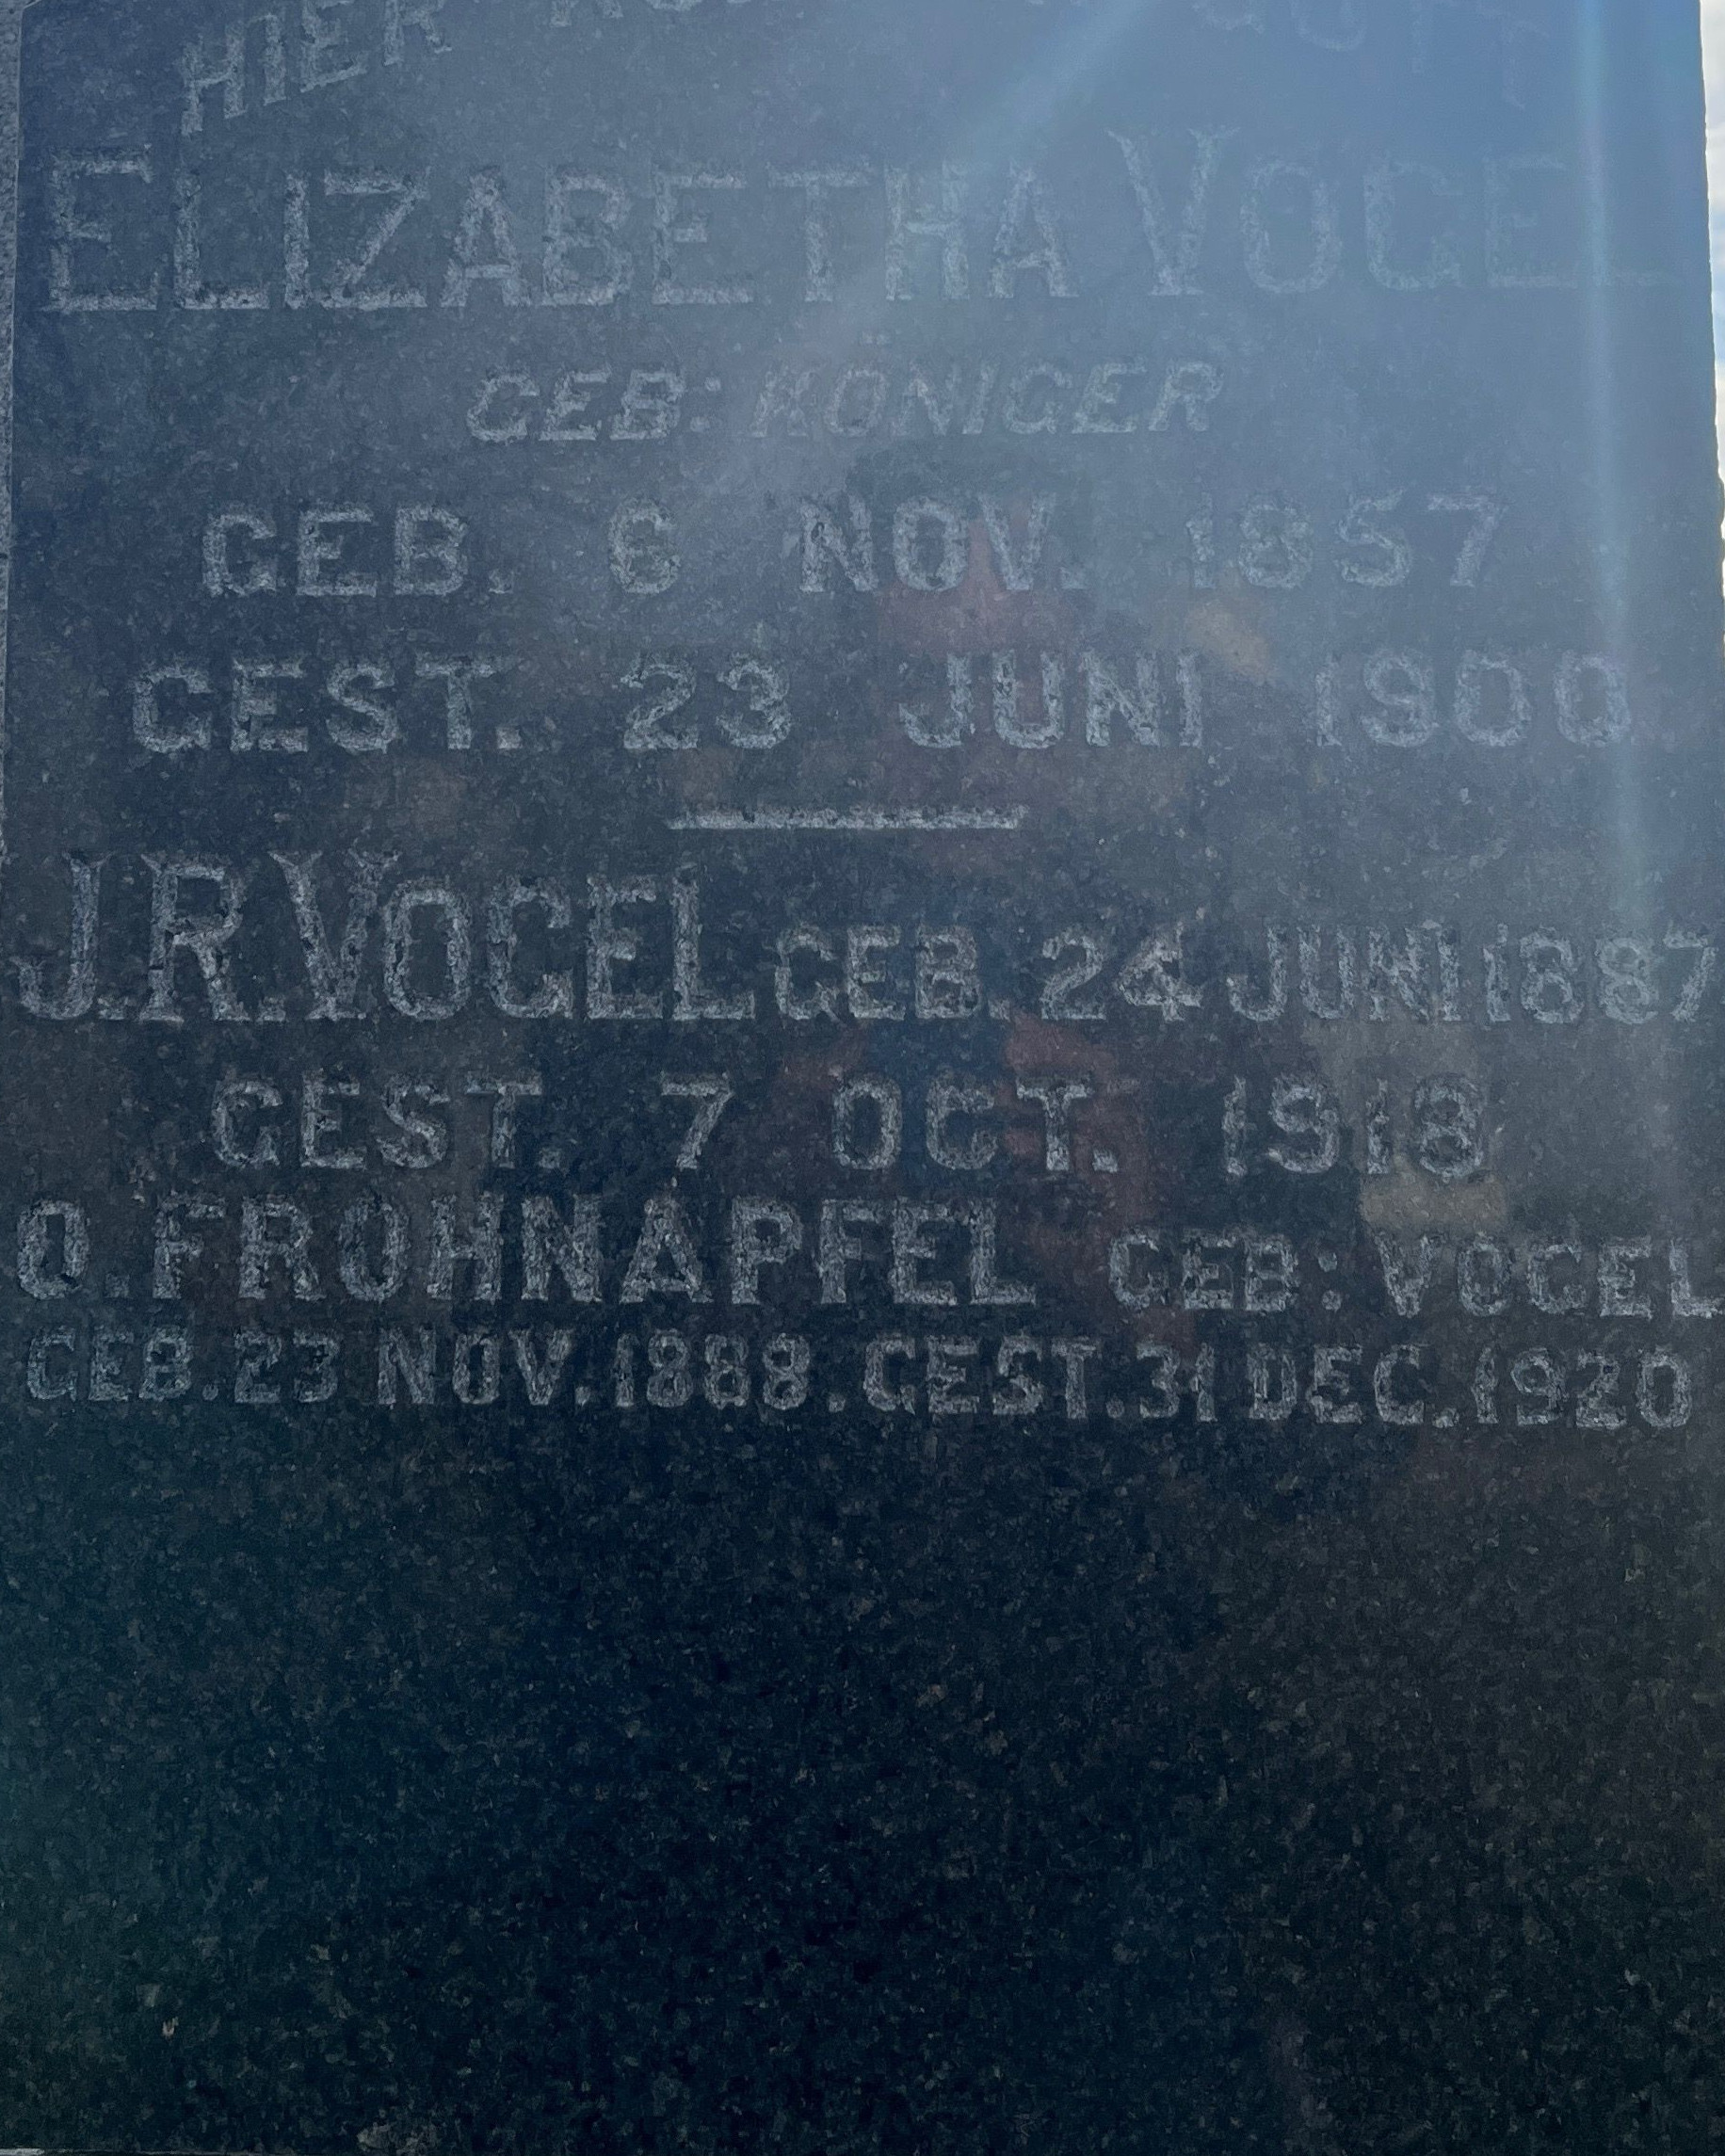 HIER
ELIZABETHA VOGEL
GEB: KÖNIGER
GEB. 6 NOV. 1857
GEST. 23 JUNI 1900
J.R.VOGEL GEB. 24 JUNI.1887
GEST. 7 OCT. 1918
O.FROHNAPFEL GEB: VOGEL
GEB.23 NOV.1888.GEST.31 DEC.1920